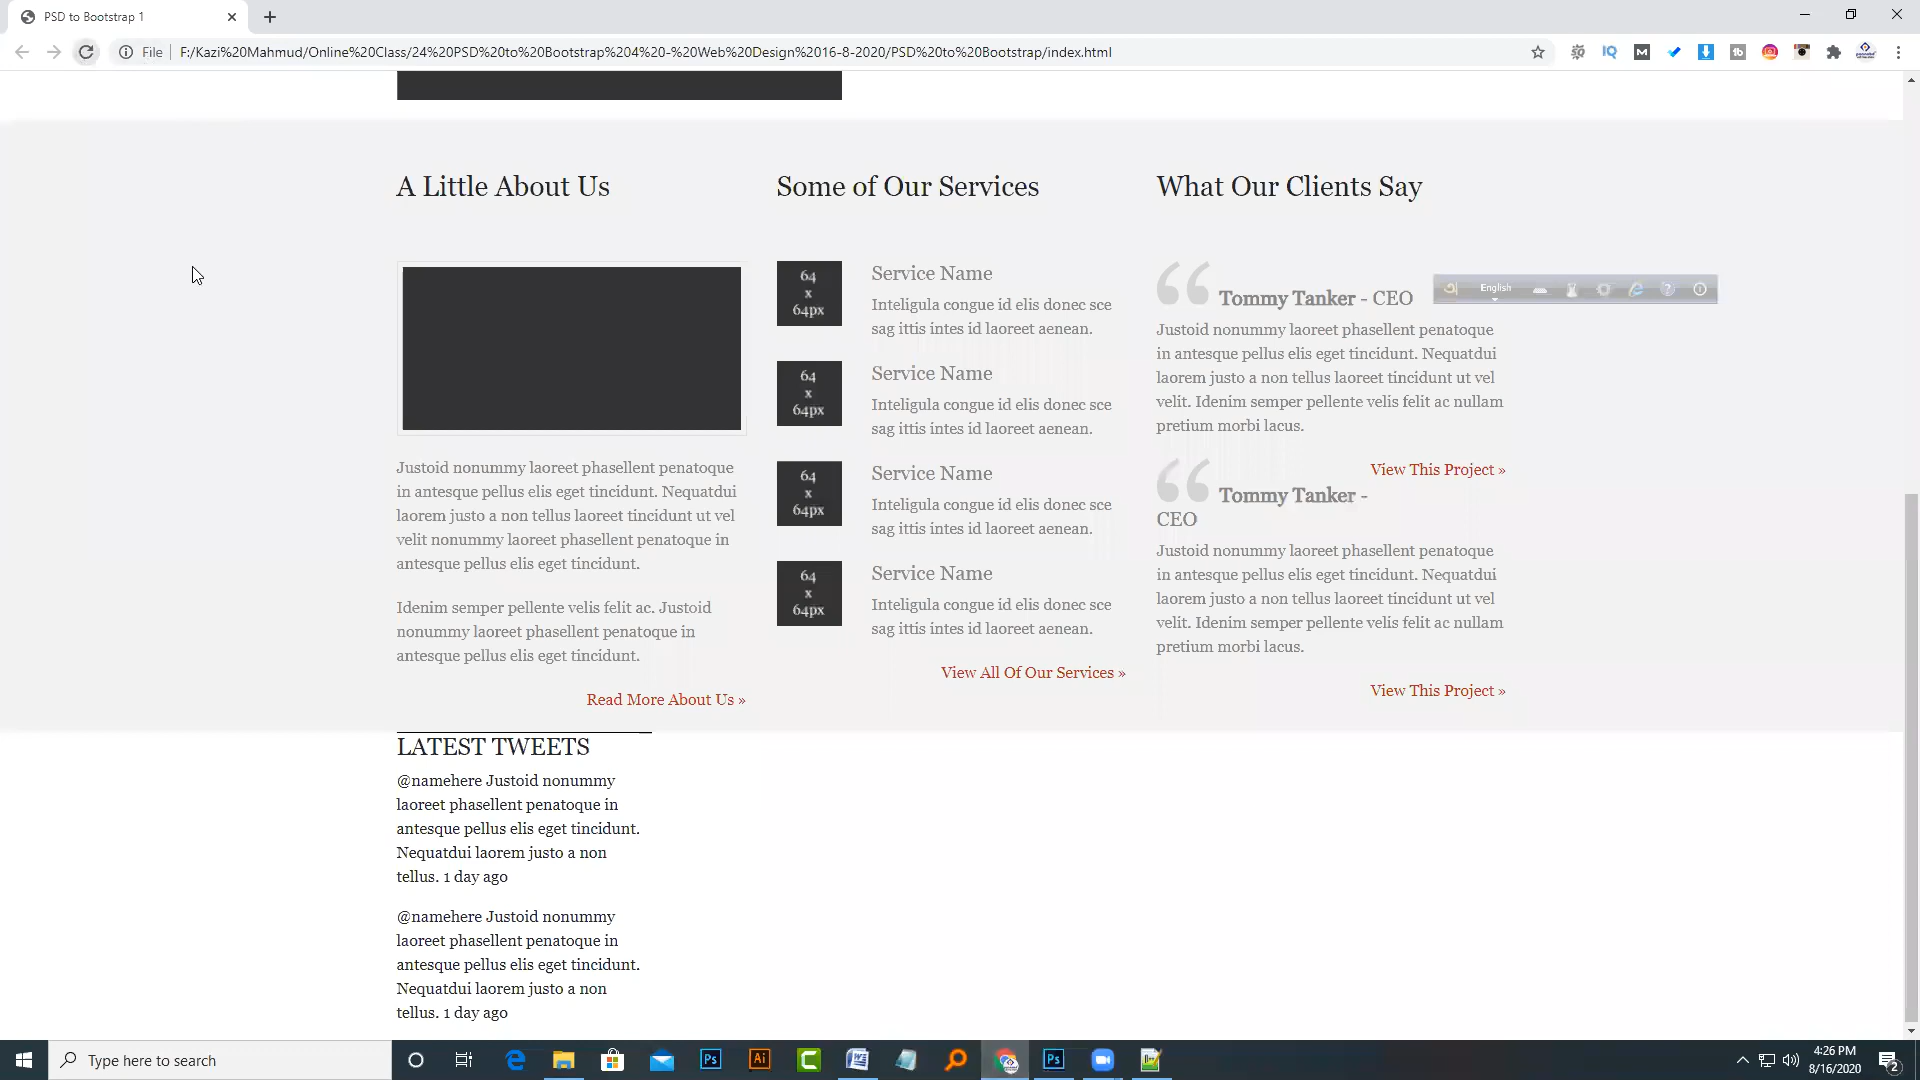 PSD to Bootstrap 1
File
F:/Kazi%20Mahmud/Online%20Class/24%20PSD%20to%20Bootstrap%204%20-%20Web%20Design%2016-8-2020/PSD%20to%20Bootstrap/index.html
A Little About Us
Justoid nonummy laoreet phasellent penatoque
in antesque pellus elis eget tincidunt. Nequatdui
laorem justo a non tellus laoreet tincidunt ut vel
velit nonummy laoreet phasellent penatoque in
antesque pellus elis eget tincidunt.
Idenim semper pellente velis felit ac. Justoid
nonummy laoreet phasellent penatoque in
antesque pellus elis eget tincidunt.
Read More About Us »
Some of Our Services
64
x
64px
Service Name
Inteligula congue id elis donec sce
sag ittis intes id laoreet aenean.
64
x
64px
Service Name
Inteligula congue id elis donec sce
sag ittis intes id laoreet aenean.
64
x
64px
Service Name
Inteligula congue id elis donec sce
sag ittis intes id laoreet aenean.
64
x
64px
Service Name
Inteligula congue id elis donec sce
sag ittis intes id laoreet aenean.
View All Of Our Services »
What Our Clients Say
“ Tommy Tanker - CEO
Justoid nonummy laoreet phasellent penatoque
in antesque pellus elis eget tincidunt. Nequatdui
laorem justo a non tellus laoreet tincidunt ut vel
velit. Idenim semper pellente velis felit ac nullam
pretium morbi lacus.
View This Project »
“ Tommy Tanker -
CEO
Justoid nonummy laoreet phasellent penatoque
in antesque pellus elis eget tincidunt. Nequatdui
laorem justo a non tellus laoreet tincidunt ut vel
velit. Idenim semper pellente velis felit ac nullam
pretium morbi lacus.
View This Project »
English
LATEST TWEETS
@namehere Justoid nonummy
laoreet phasellent penatoque in
antesque pellus elis eget tincidunt.
Nequatdui laorem justo a non
tellus. 1 day ago
@namehere Justoid nonummy
laoreet phasellent penatoque in
antesque pellus elis eget tincidunt.
Nequatdui laorem justo a non
tellus. 1 day ago
Type here to search
4:26 PM
8/16/2020
2